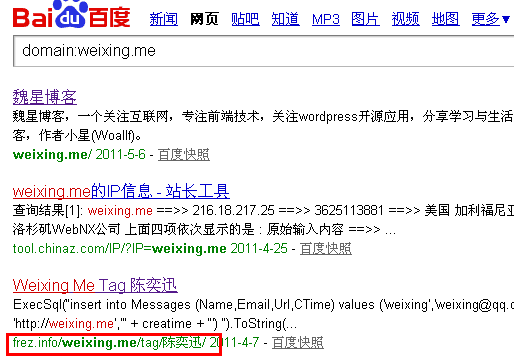 Bai du 百度 新闻 网页 贴吧 知道 MP3 图片 视频 地图 更多▼
domain:weixing.me
魏星博客
魏星博客，一个关注互联网，专注前端技术，关注wordpress开源应用，分享学习与生活
客，作者小星(Woallf)。
weixing.me/ 2011-5-6 - 百度快照
weixing.me的IP信息 - 站长工具
查询结果[1]: weixing.me ==>> 216.18.217.25 ==>> 3625113881 ==>> 美国 加利福尼亚
洛杉矶WebNX公司 上面四项依次显示的是 : 原始输入内容 ==>> ...
tool.chinaz.com/IP/?IP=weixing.me 2011-4-25 - 百度快照
Weixing Me Tag 陈奕迅
ExecSql("insert into Messages (Name,Email,Url,CTime) values ('weixing','weixing@qq.c
'http://weixing.me','" + creatime + "') ").ToString(...
frez.info/weixing.me/tag/陈奕迅/ 2011-4-7 - 百度快照